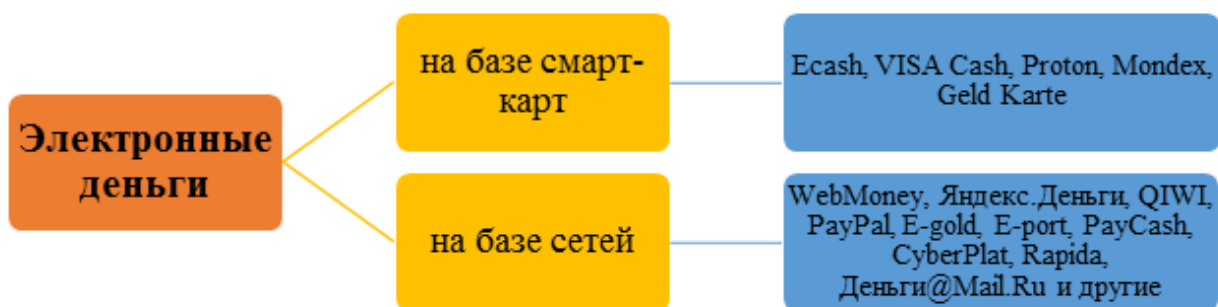 Электронные
деньги
на базе смарт-
карт
Ecash, VISA Cash, Proton, Mondex,
Geld Karte
на базе сетей
WebMoney, Яндекс.Деньги, QIWI,
PayPal, E-gold, E-port, PayCash,
CyberPlat, Rapida,
Деньги@Mail.Ru и другие